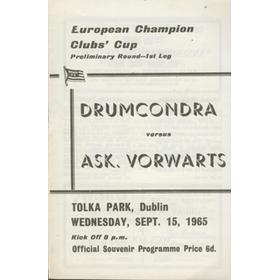 European Champion
Clubs' Cup
Preliminary Round—1st Leg
DRUMCONDRA
versus
ASK. VORWARTS
TOLKA PARK, Dublin
WEDNESDAY, SEPT. 15, 1965
Kick Off 8 p.m.
Official Souvenir Programme Price 6d.